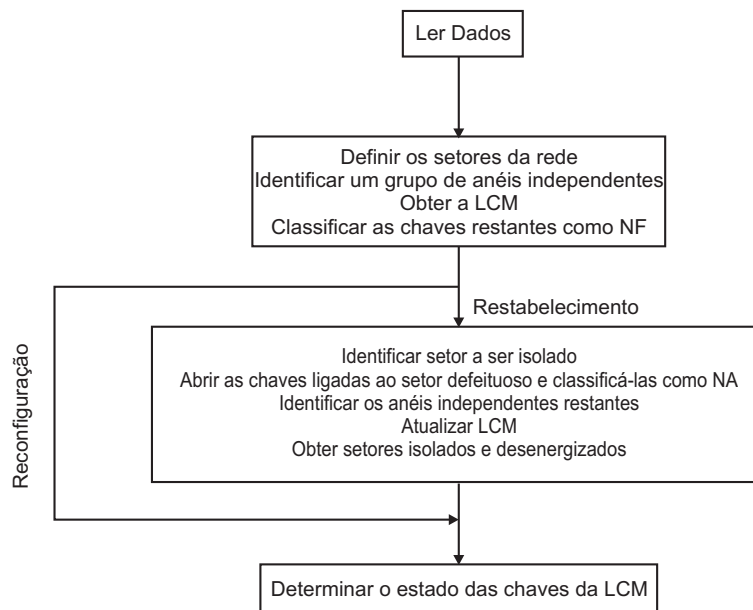 Ler Dados
Definir os setores da rede
Identificar um grupo de anéis independentes
Obter a LCM
Classificar as chaves restantes como NF
Restabelecimento
Reconfiguração
Identificar setor a ser isolado
Abrir as chaves ligadas ao setor defeituoso e classificá-las como NA
Identificar os anéis independentes restantes
Atualizar LCM
Obter setores isolados e desenergizados
Determinar o estado das chaves da LCM